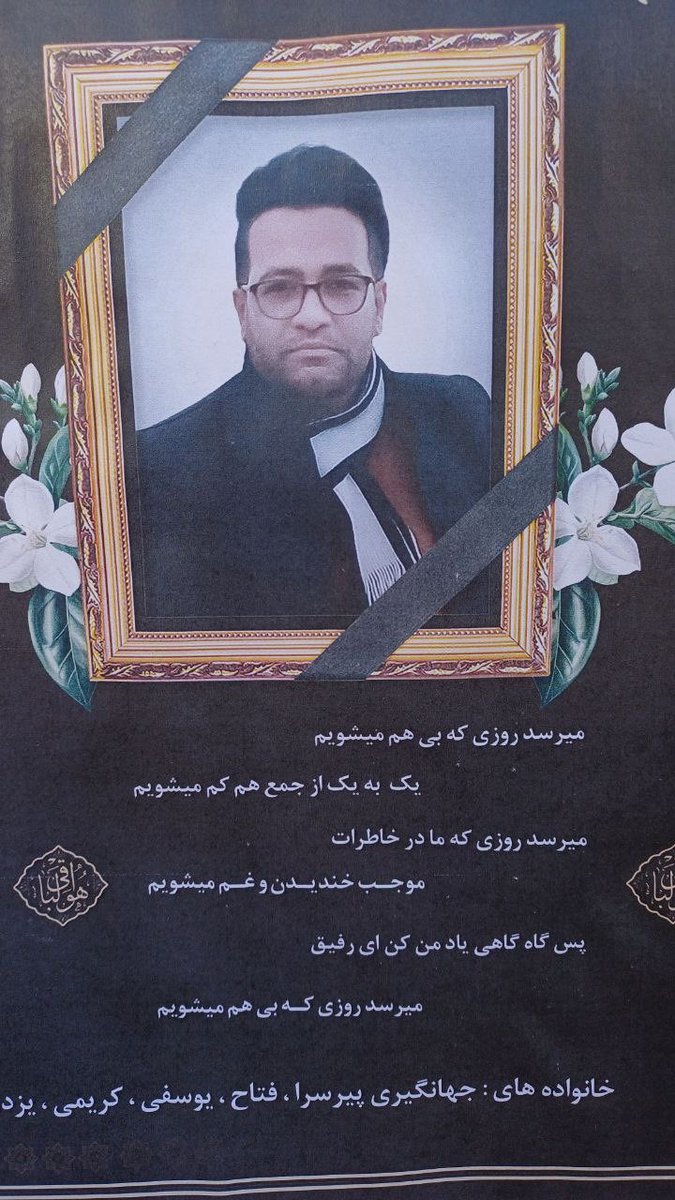 میرسد روزی که بی هم میشویم
یک به یک از جمع هم کم میشویم
میرسد روزی که ما در خاطرات
موجب خندیدن و غم میشویم
هو الباقی
پس گاه گاهی یاد من کن ای رفیق
میرسد روزی که بی هم میشویم
خانواده های : جهانگیری پیرسرا ، فتاح ، یوسفی ، کریمی ،